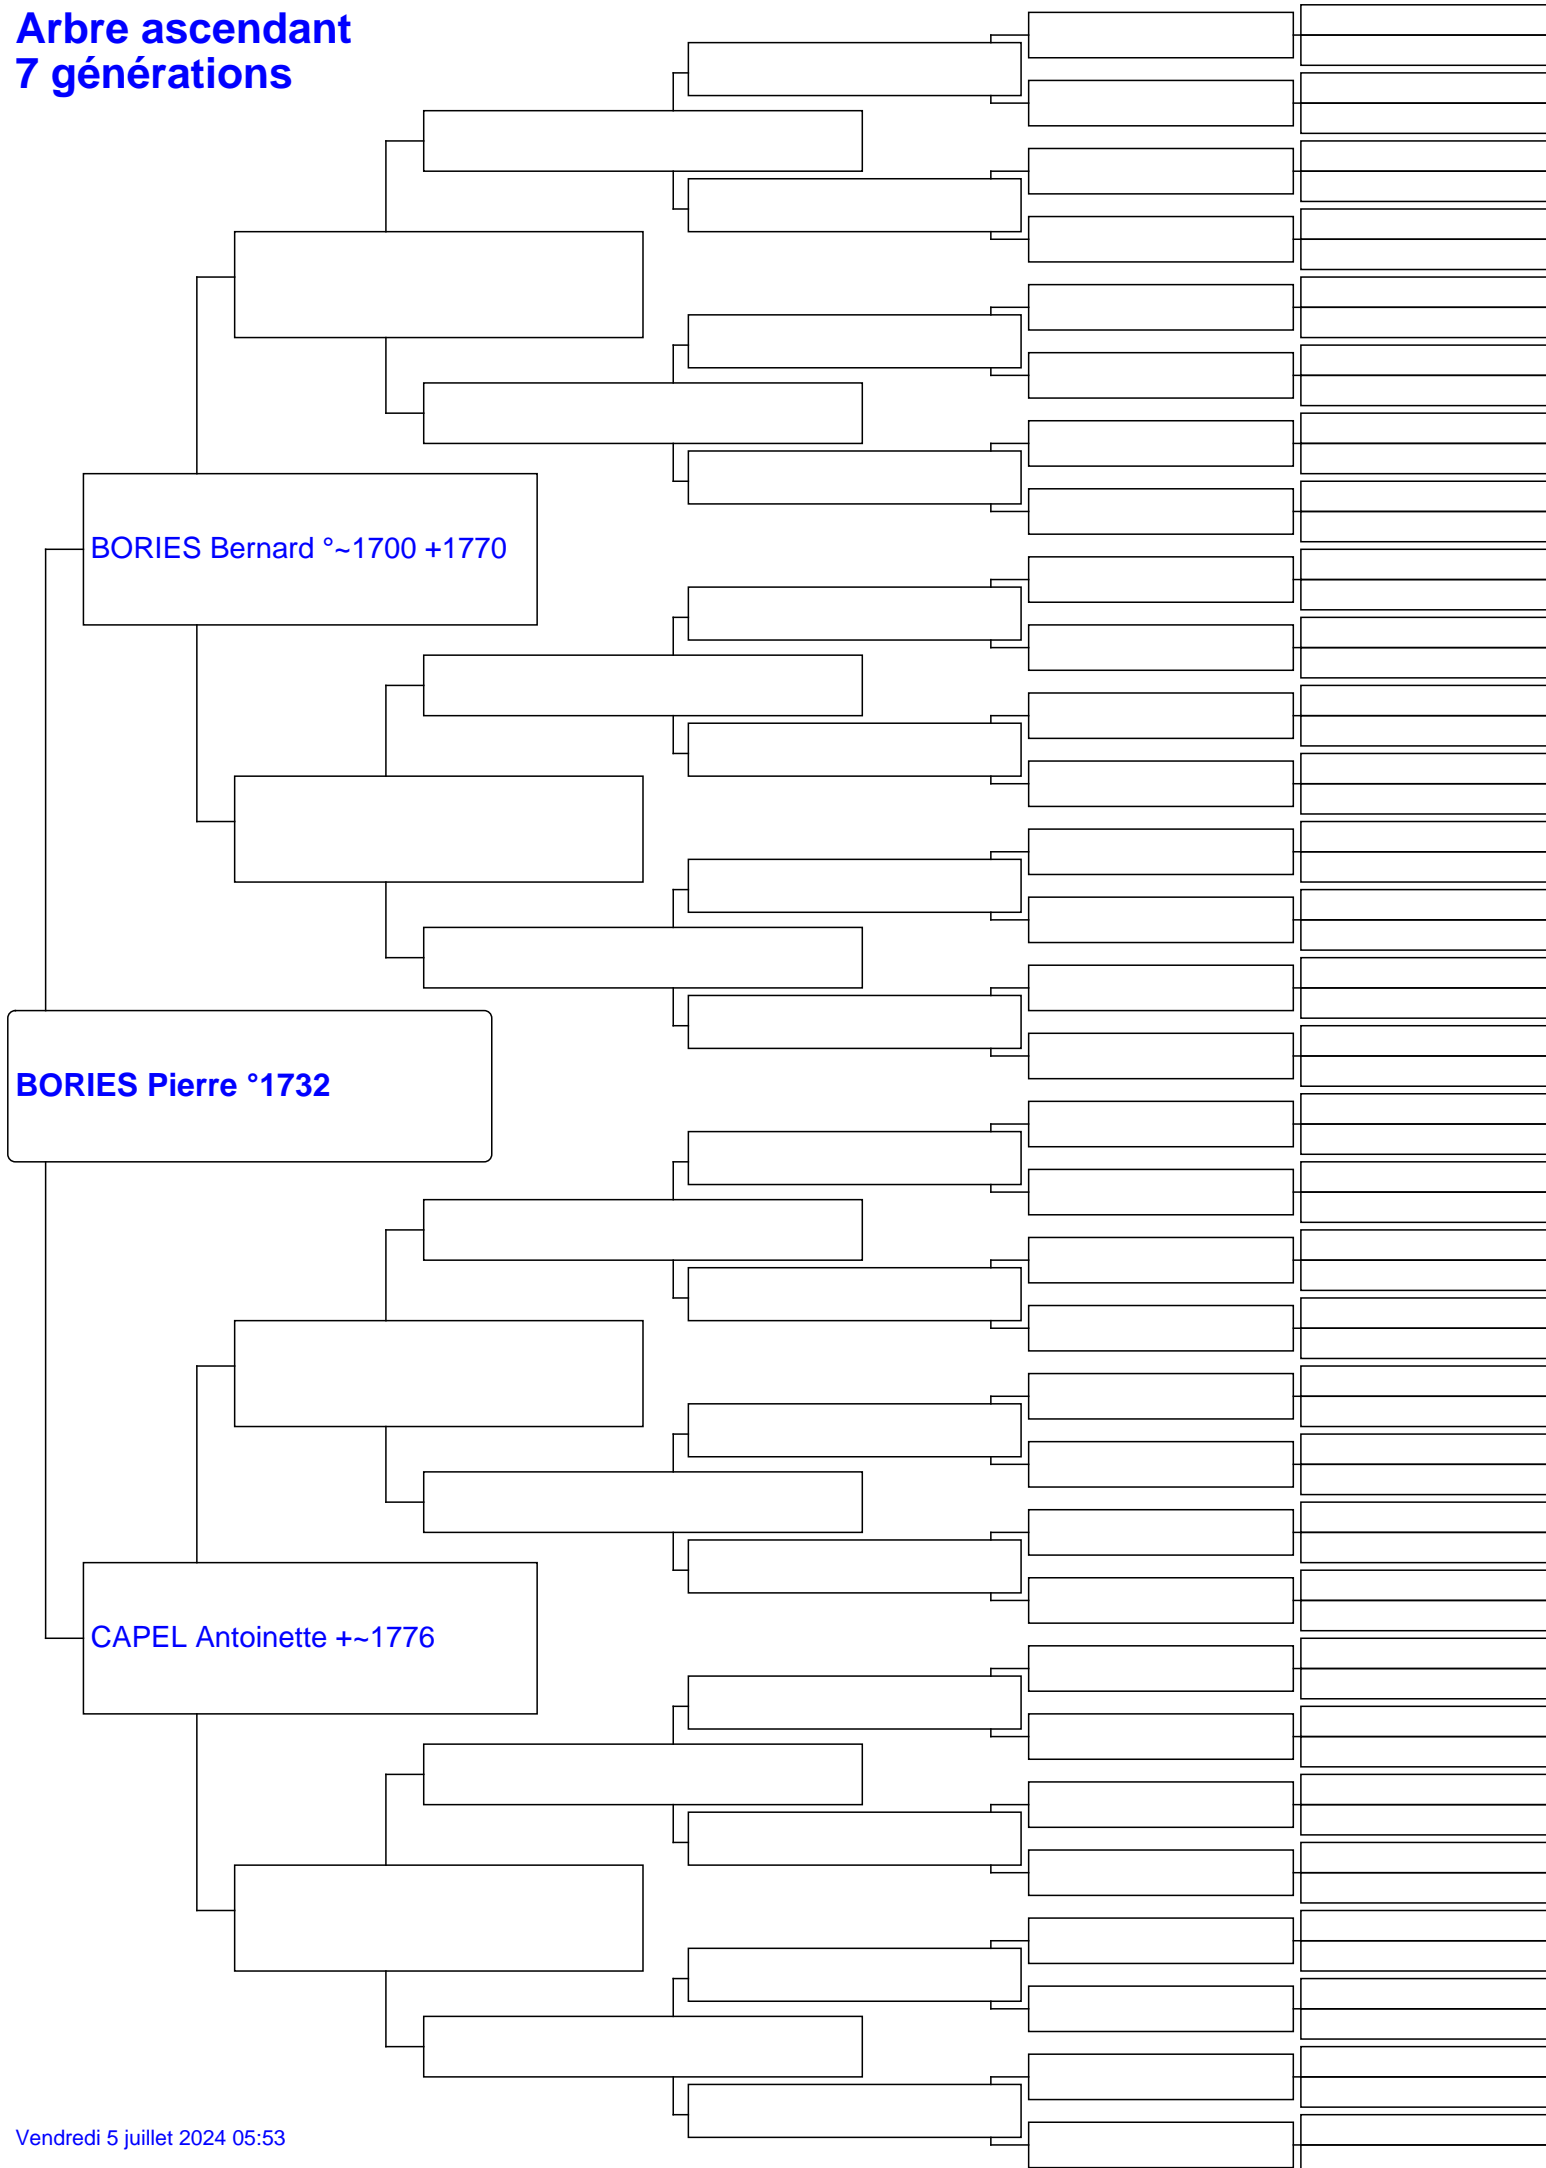 Arbre ascendant
7 générations
BORIES Bernard °~1700 +1770
BORIES Pierre °1732
CAPEL Antoinette +~1776
Vendredi 5 juillet 2024 05:53